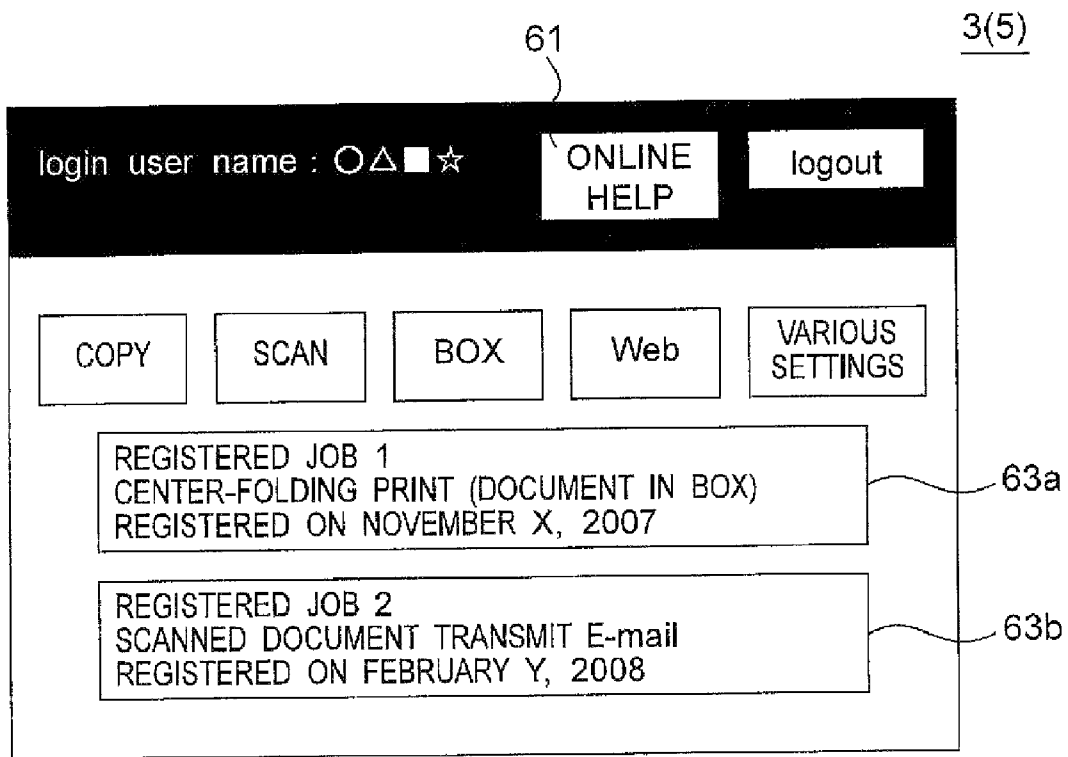 61
3(5)
login user name : ○△■☆
ONLINE
HELP
logout
COPY
SCAN
BOX
Web
VARIOUS
SETTINGS
REGISTERED JOB 1
CENTER-FOLDING PRINT (DOCUMENT IN BOX)
REGISTERED ON NOVEMBER X, 2007
63a
REGISTERED JOB 2
SCANNED DOCUMENT TRANSMIT E-mail
REGISTERED ON FEBRUARY Y, 2008
63b